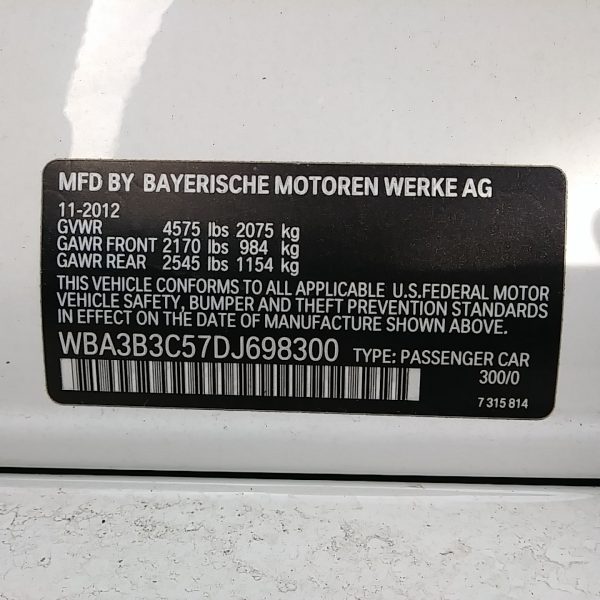 MFD BY BAYERISCHE MOTOREN WERKE AG
11-2012
GVWR 4575 lbs 2075 kg
GAWR FRONT 2170 lbs 984 kg
GAWR REAR 2545 lbs 1154 kg
THIS VEHICLE CONFORMS TO ALL APPLICABLE U.S.FEDERAL MOTOR
VEHICLE SAFETY, BUMPER AND THEFT PREVENTION STANDARDS
IN EFFECT ON THE DATE OF MANUFACTURE SHOWN ABOVE.
WBA3B3C57DJ698300 TYPE: PASSENGER CAR
300/0
7 315 814